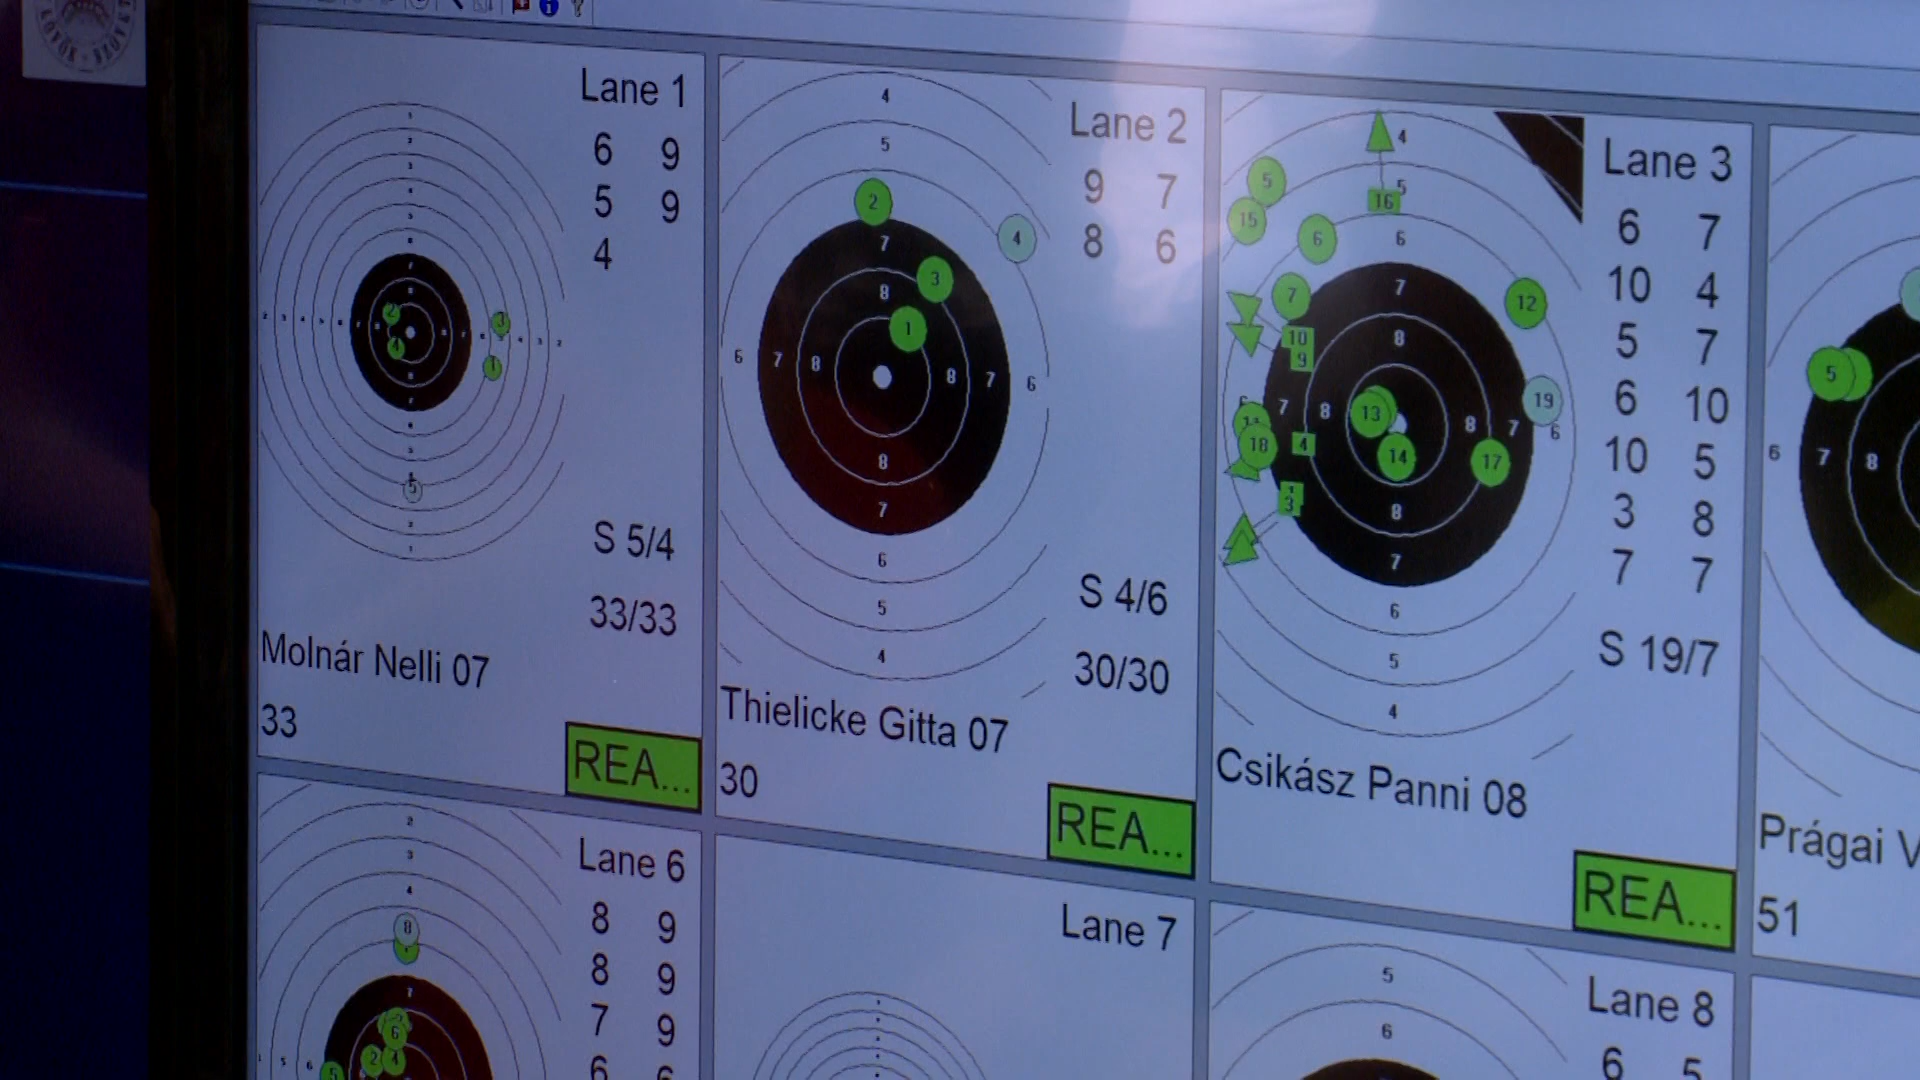 Lane 1
6 9
5 9
4
S 5/4
33/33
Molnár Nelli 07
33
REA...
Lane 2
9 7
8 6
S 4/6
30/30
Thielicke Gitta 07
30
REA...
Lane 3
6 7
10 4
5 7
6 10
10 5
3 8
7 7
S 19/7
Csikász Panni 08
REA...
Prágai V
51
Lane 6
8 9
8 9
7 9
6
Lane 7
Lane 8
6 5